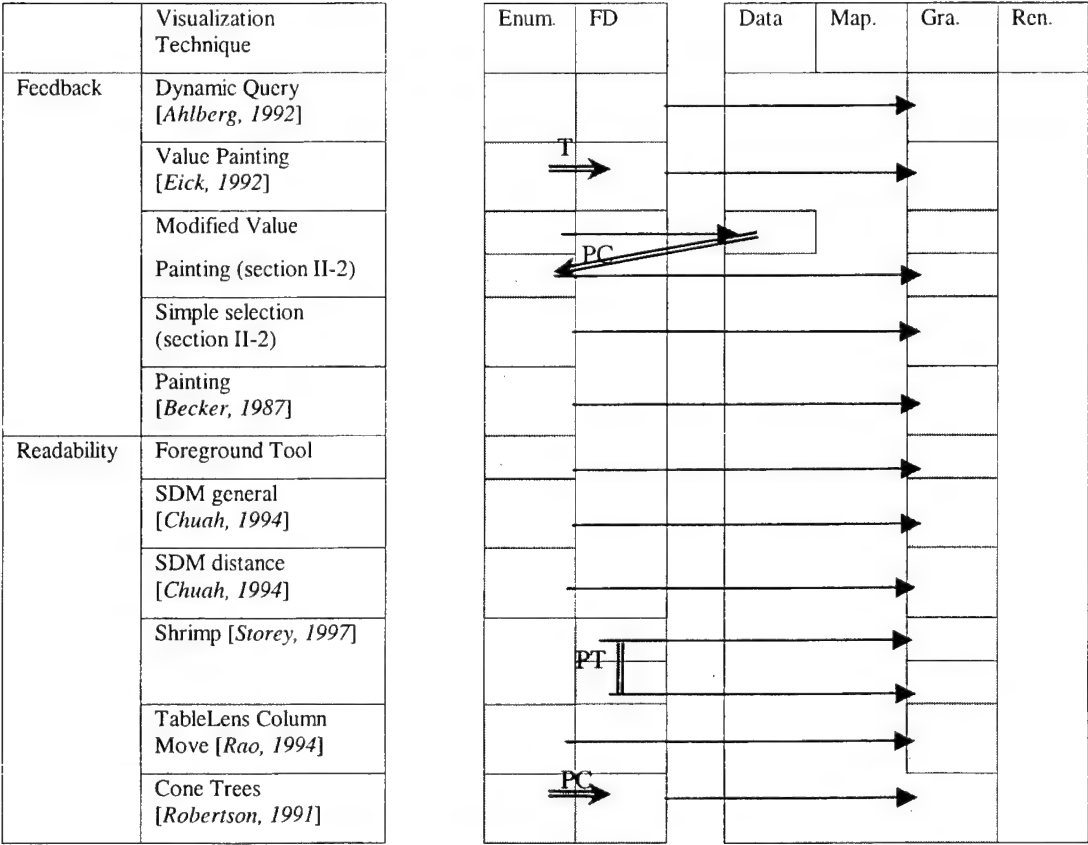 Visualization
Technique
Enum.
FD
Data
Map.
Gra.
Ren.
Feedback
Dynamic Query
[Ahlberg, 1992]
Value Painting
[Eick, 1992]
T
Modified Value
Painting (section II-2)
PC
Simple selection
(section II-2)
Painting
[Becker, 1987]
Readability
Foreground Tool
SDM general
[Chuah, 1994]
SDM distance
[Chuah, 1994]
Shrimp [Storey, 1997]
PT
TableLens Column
Move [Rao, 1994]
Cone Trees
[Robertson, 1991]
PC